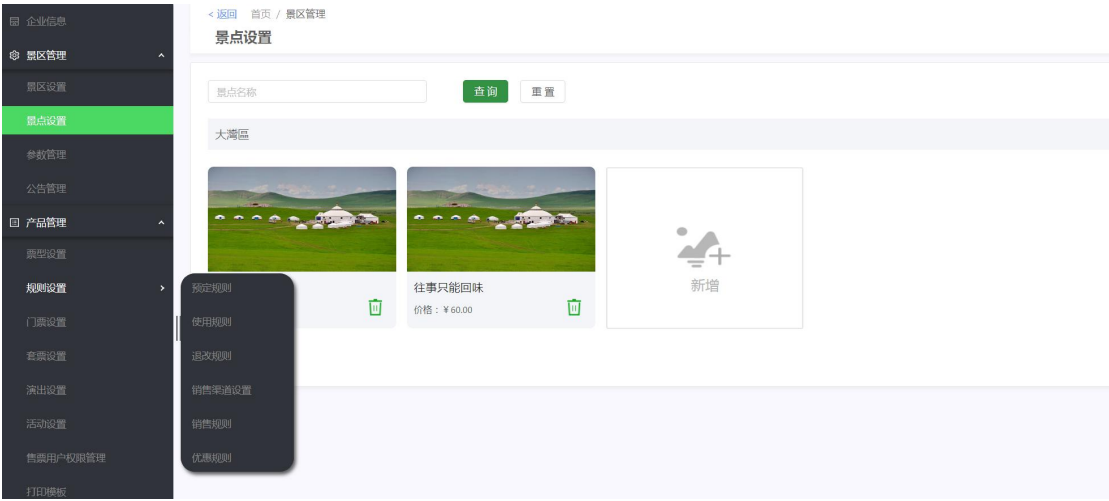 企业信息
景区管理
景区设置
景点设置
参数管理
公告管理
产品管理
票型设置
规则设置
门票设置
套票设置
演出设置
活动设置
售票用户权限管理
打印模板
预定规则
使用规则
退改规则
销售渠道设置
销售规则
优惠规则
< 返回 首页 / 景区管理
景点设置
景点名称 查 询 重 置
大灣區
往事只能回味
价格：¥ 60.00
新增